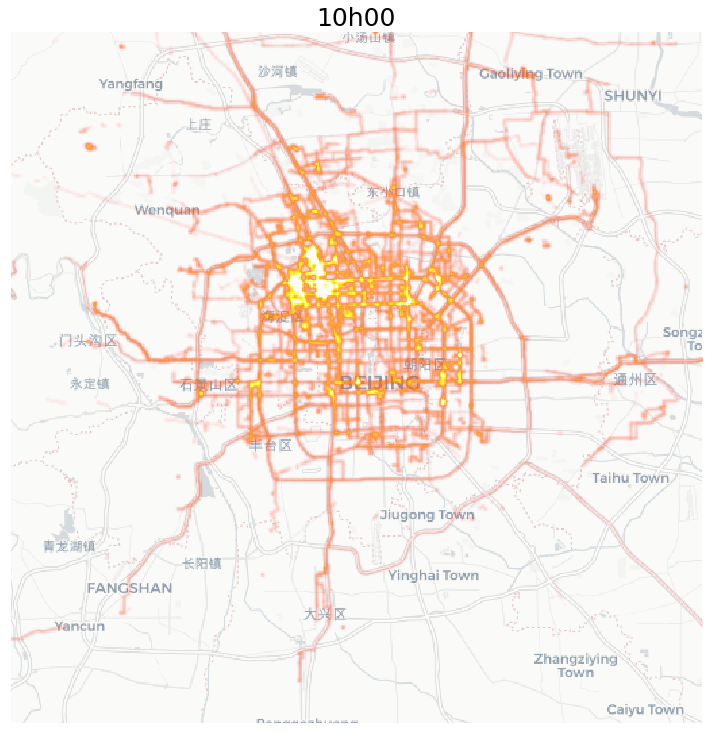 10h00
小汤山镇
沙河镇
Gaoliying Town
Yangfang
SHUNYI
上庄
东小口镇
Wenquan
海淀区
Songz
To
门头沟区
朝阳区
永定镇
石景山区
BEIJING
通州区
丰台区
Taihu Town
Jiugong Town
青龙湖镇
长阳镇
Yinghai Town
FANGSHAN
大兴区
Yancun
Zhangziying
Town
Caiyu Town